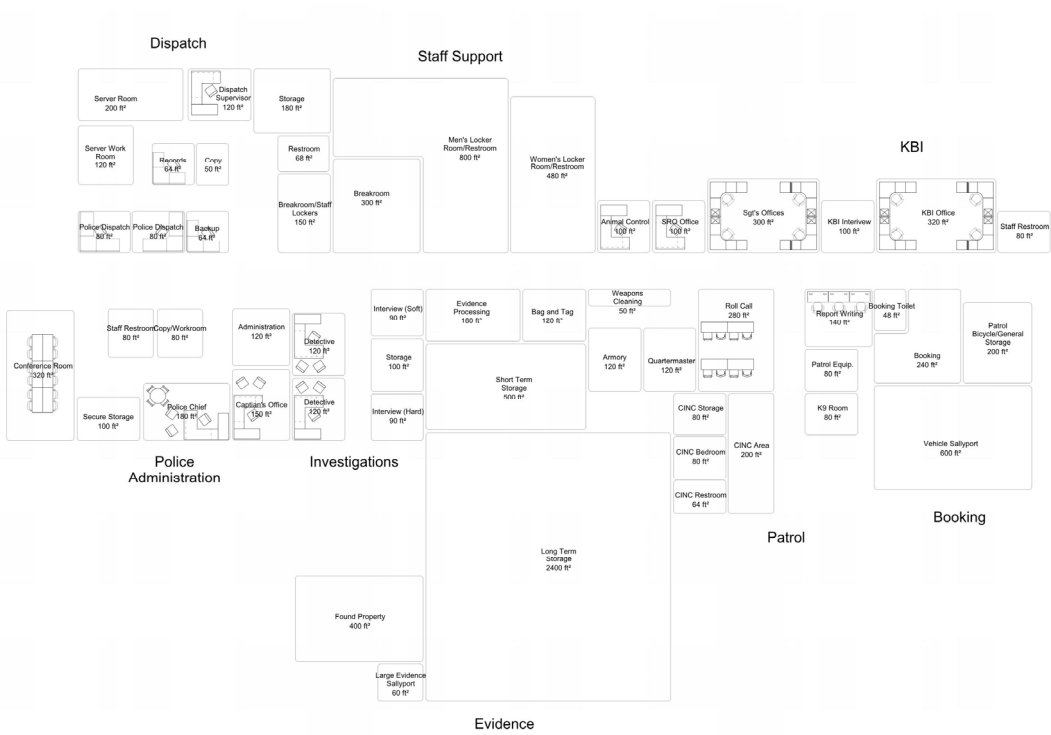 Dispatch
Staff Support
Server Room
200 ft²
Dispatch
Supervisor
120 ft²
Storage
180 ft²
Server Work
Room
120 ft²
Records
64 ft²
Copy
50 ft²
Restroom
68 ft²
Breakroom/Staff
Lockers
150 ft²
Police Dispatch
80 ft²
Police Dispatch
80 ft²
Backup
64 ft²
Men's Locker
Room/Restroom
800 ft²
Breakroom
300 ft²
Women's Locker
Room/Restroom
480 ft²
KBI
Animal Control
100 ft²
SRO Office
100 ft²
Sgt's Offices
300 ft²
KBI Interivew
100 ft²
KBI Office
320 ft²
Staff Restroom
80 ft²
Conference Room
320 ft²
Staff Restroom
80 ft²
Copy/Workroom
80 ft²
Secure Storage
100 ft²
Police Chief
180 ft²
Administration
120 ft²
Captian's Office
150 ft²
Detective
120 ft²
Detective
120 ft²
Police
Administration
Investigations
Interview (Soft)
90 ft²
Storage
100 ft²
Interview (Hard)
90 ft²
Evidence
Processing
160 ft²
Bag and Tag
120 ft²
Short Term
Storage
500 ft²
Weapons
Cleaning
50 ft²
Armory
120 ft²
Quartermaster
120 ft²
Roll Call
280 ft²
CINC Storage
80 ft²
CINC Bedroom
80 ft²
CINC Restroom
64 ft²
CINC Area
200 ft²
Patrol
Report Writing
140 ft²
Patrol Equip.
80 ft²
K9 Room
80 ft²
Booking Toilet
48 ft²
Booking
240 ft²
Patrol
Bicycle/General
Storage
200 ft²
Vehicle Sallyport
600 ft²
Booking
Long Term
Storage
2400 ft²
Found Property
400 ft²
Large Evidence
Sallyport
60 ft²
Evidence